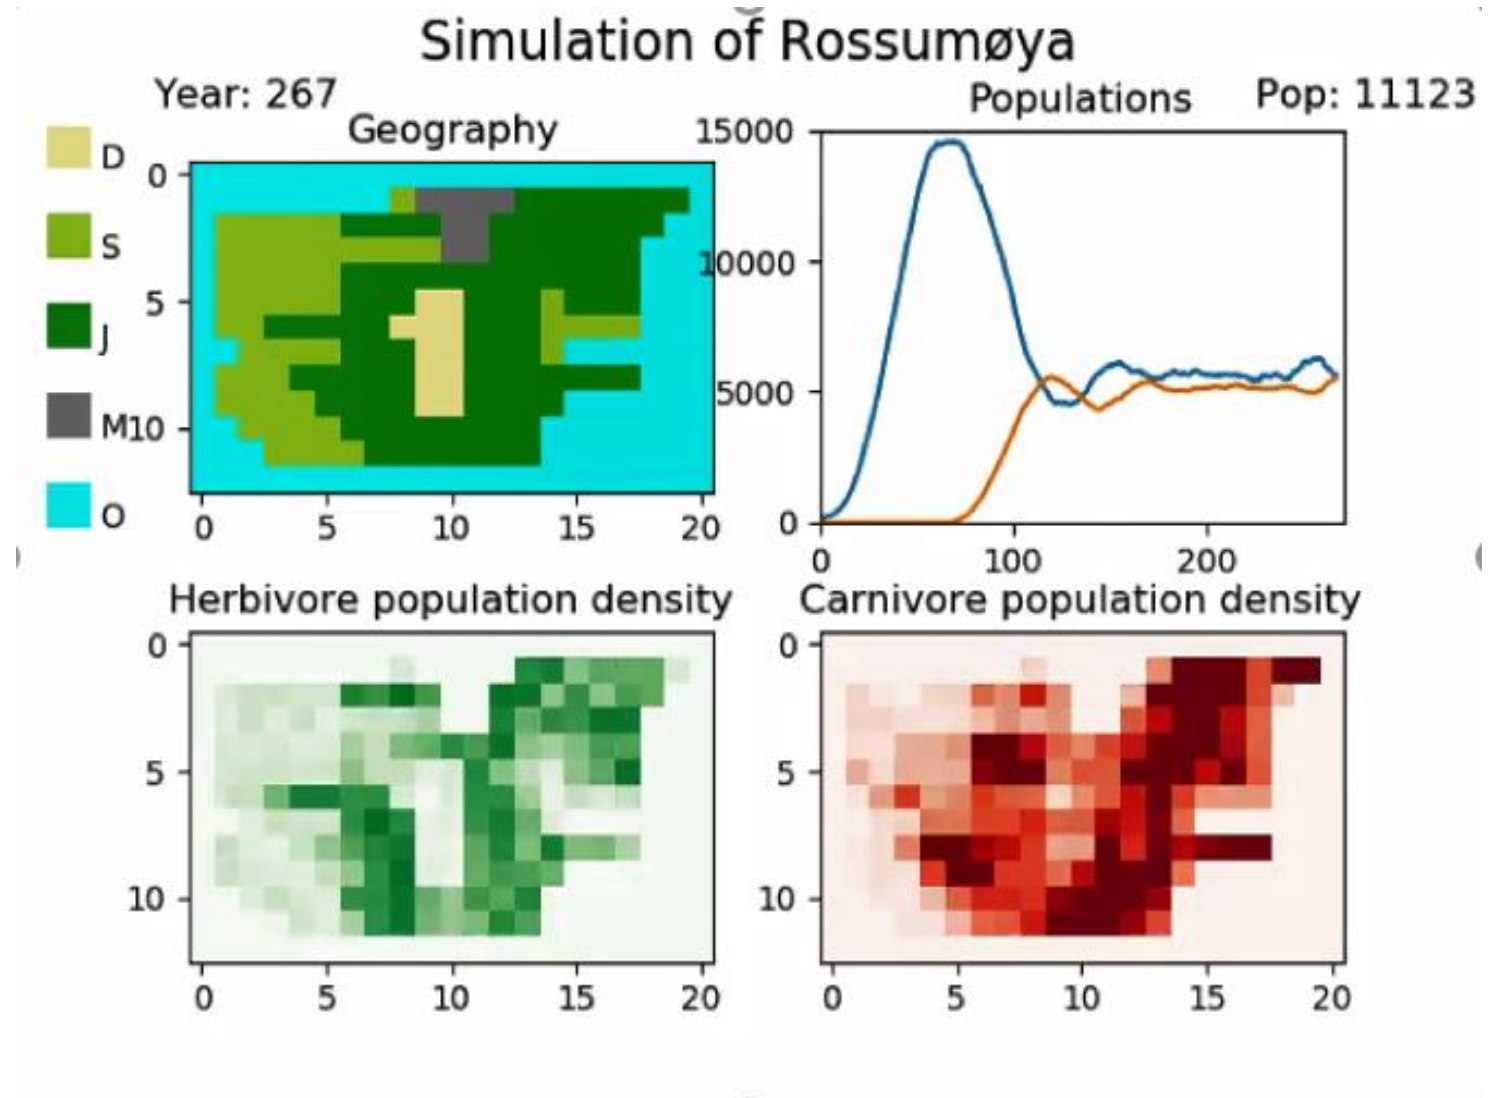 Simulation of Rossumøya
Year: 267
Geography
Populations
Pop: 11123
D
S
J
M
O
0
5
10
0 5 10 15 20
15000
10000
5000
0
0 100 200
Herbivore population density
0
5
10
0 5 10 15 20
Carnivore population density
0
5
10
0 5 10 15 20